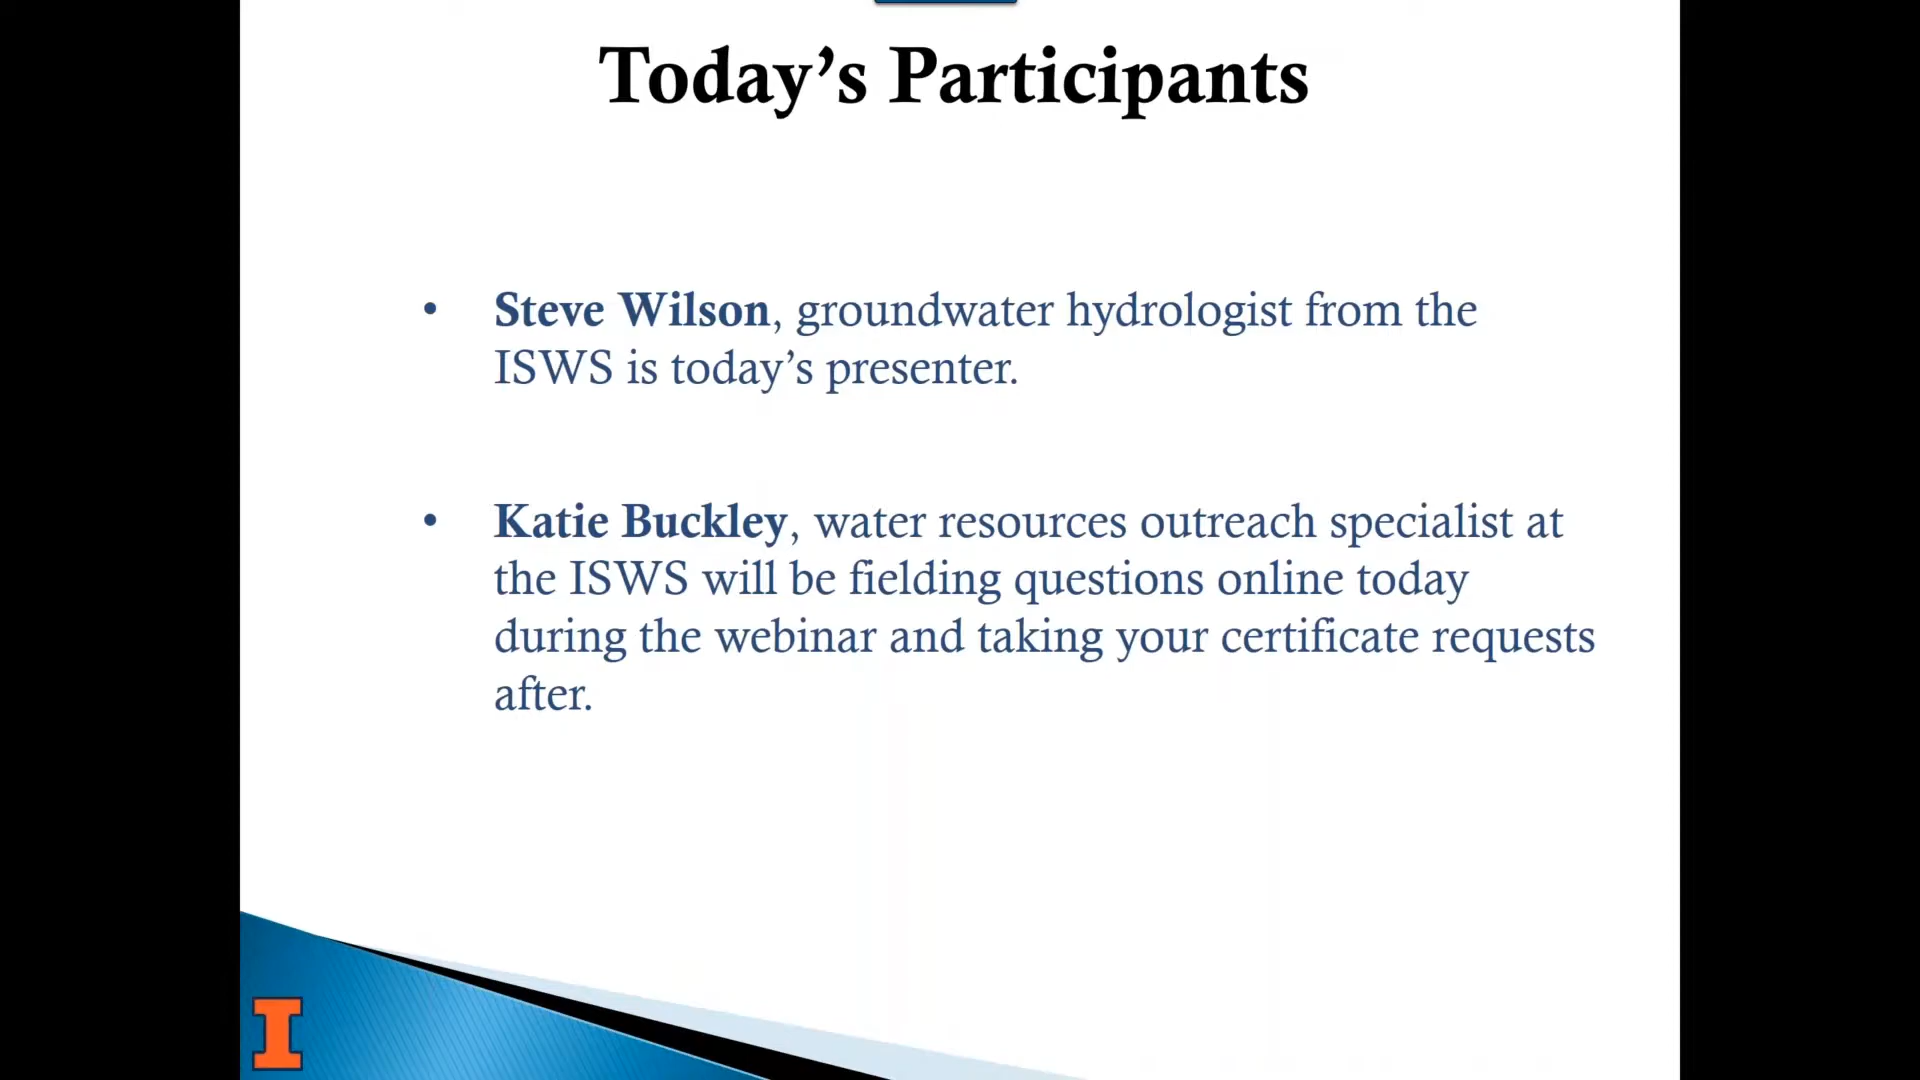 Today’s Participants
• Steve Wilson, groundwater hydrologist from the
ISWS is today’s presenter.
• Katie Buckley, water resources outreach specialist at
the ISWS will be fielding questions online today
during the webinar and taking your certificate requests
after.
I